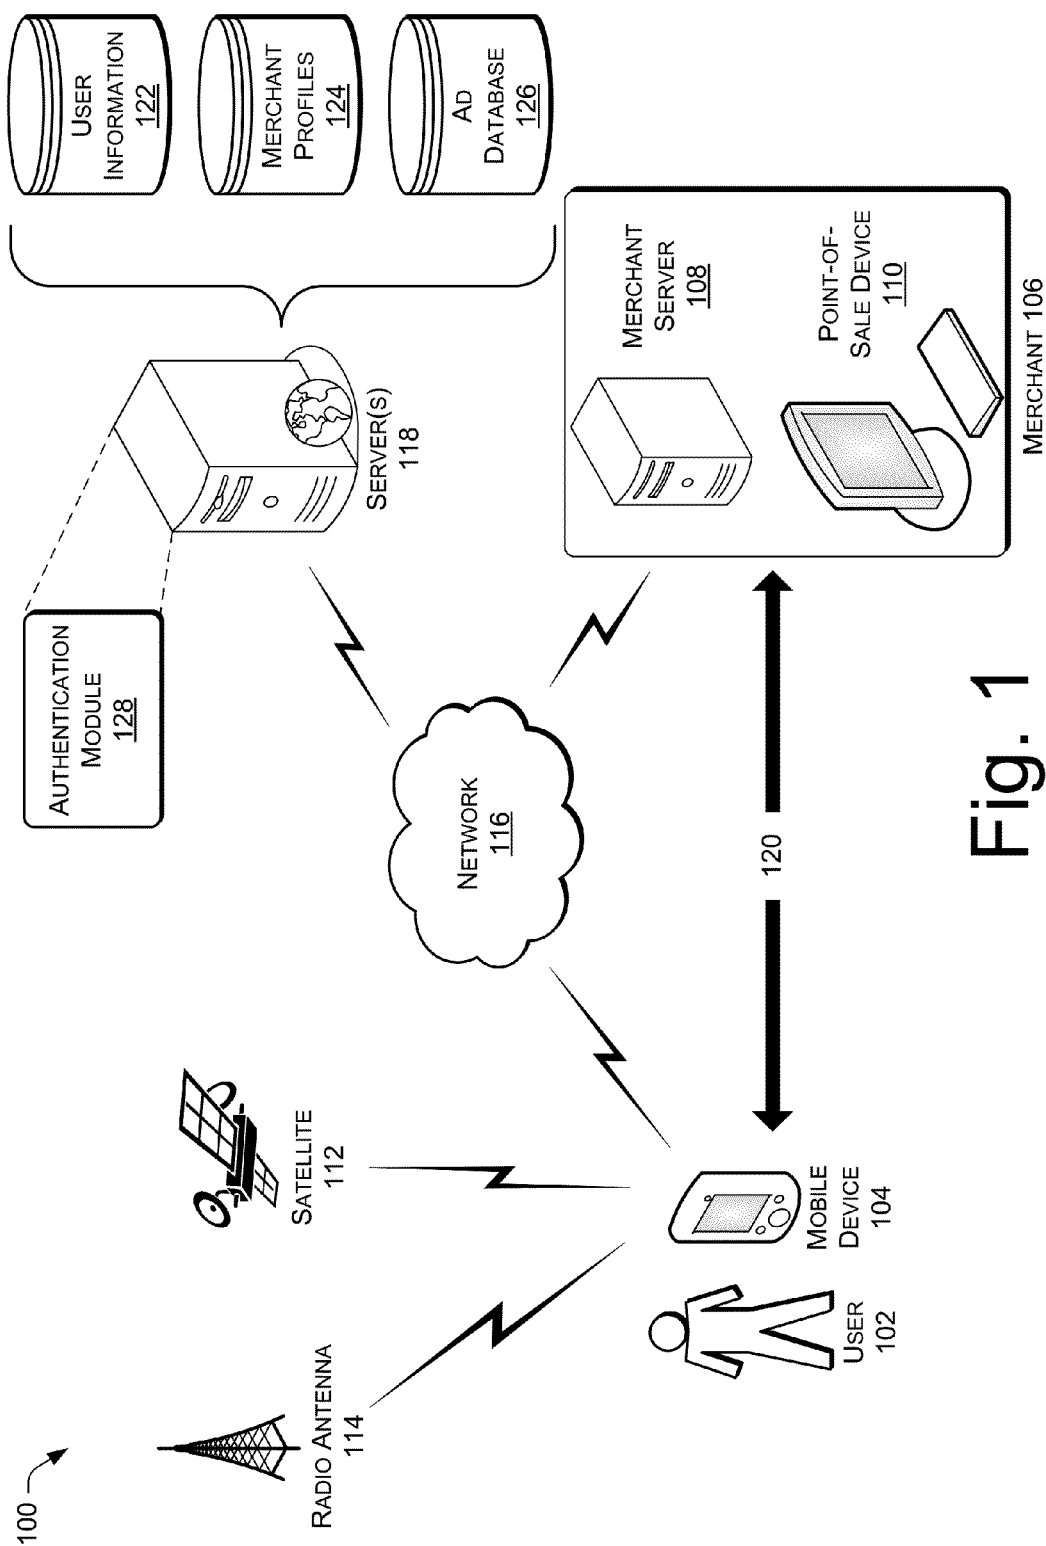 100
RADIO ANTENNA
114
SATELLITE
112
USER
102
MOBILE
DEVICE
104
NETWORK
116
120
AUTHENTICATION
MODULE
128
SERVER(S)
118
USER
INFORMATION
122
MERCHANT
PROFILES
124
AD
DATABASE
126
MERCHANT
SERVER
108
POINT-OF-
SALE DEVICE
110
MERCHANT 106
Fig. 1